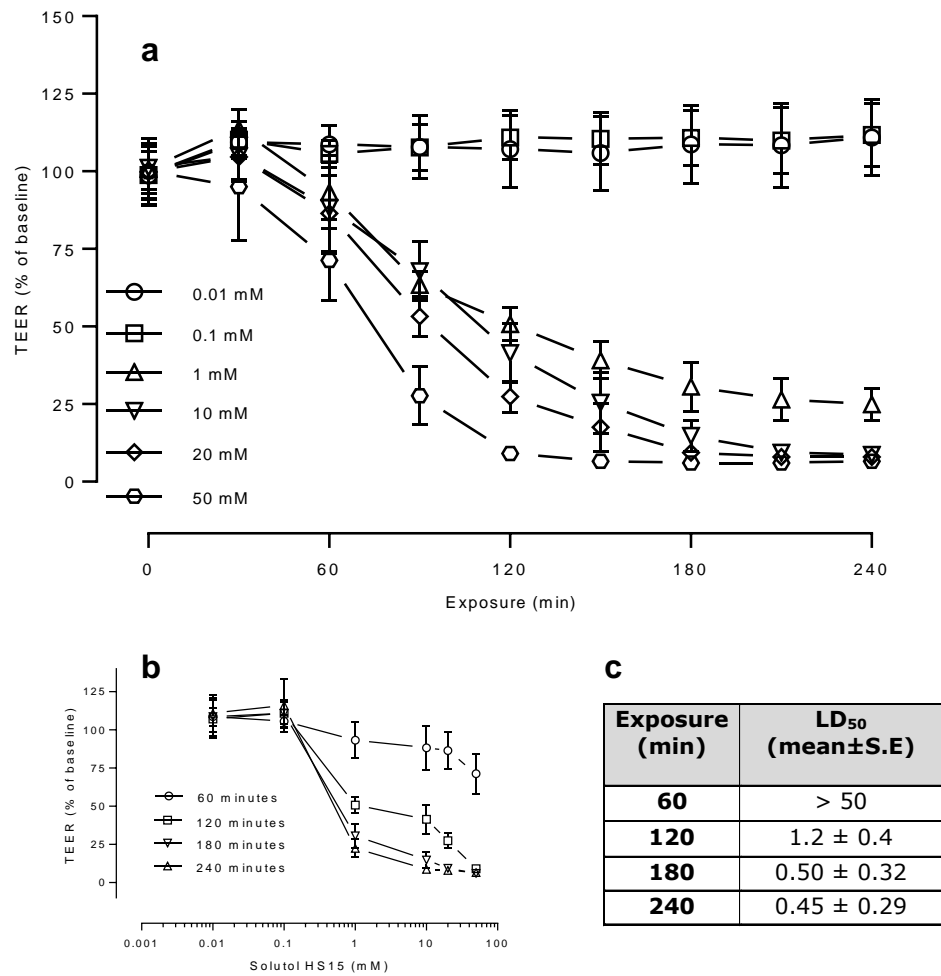 a
150
125
100
75
50
25
0
TEER (% of baseline)
0.01 mM
0.1 mM
1 mM
10 mM
20 mM
50 mM
0 60 120 180 240
Exposure (min)
b
125
100
75
50
25
0
TEER (% of baseline)
60 minutes
120 minutes
180 minutes
240 minutes
0.001 0.01 0.1 1 10 100
Solutol HS15 (mM)
c
Exposure LD50
(min) (mean±S.E)
60 > 50
120 1.2 ± 0.4
180 0.50 ± 0.32
240 0.45 ± 0.29